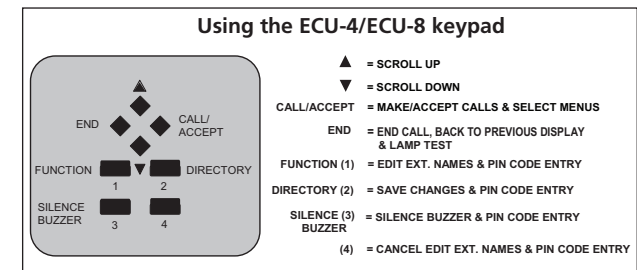 Using the ECU-4/ECU-8 keypad
END
CALL/
ACCEPT
FUNCTION
DIRECTORY
1
2
SILENCE
BUZZER
3
4
▲ = SCROLL UP
▼ = SCROLL DOWN
CALL/ACCEPT = MAKE/ACCEPT CALLS & SELECT MENUS
END = END CALL, BACK TO PREVIOUS DISPLAY
& LAMP TEST
FUNCTION (1) = EDIT EXT. NAMES & PIN CODE ENTRY
DIRECTORY (2) = SAVE CHANGES & PIN CODE ENTRY
SILENCE (3) = SILENCE BUZZER & PIN CODE ENTRY
BUZZER
(4) = CANCEL EDIT EXT. NAMES & PIN CODE ENTRY